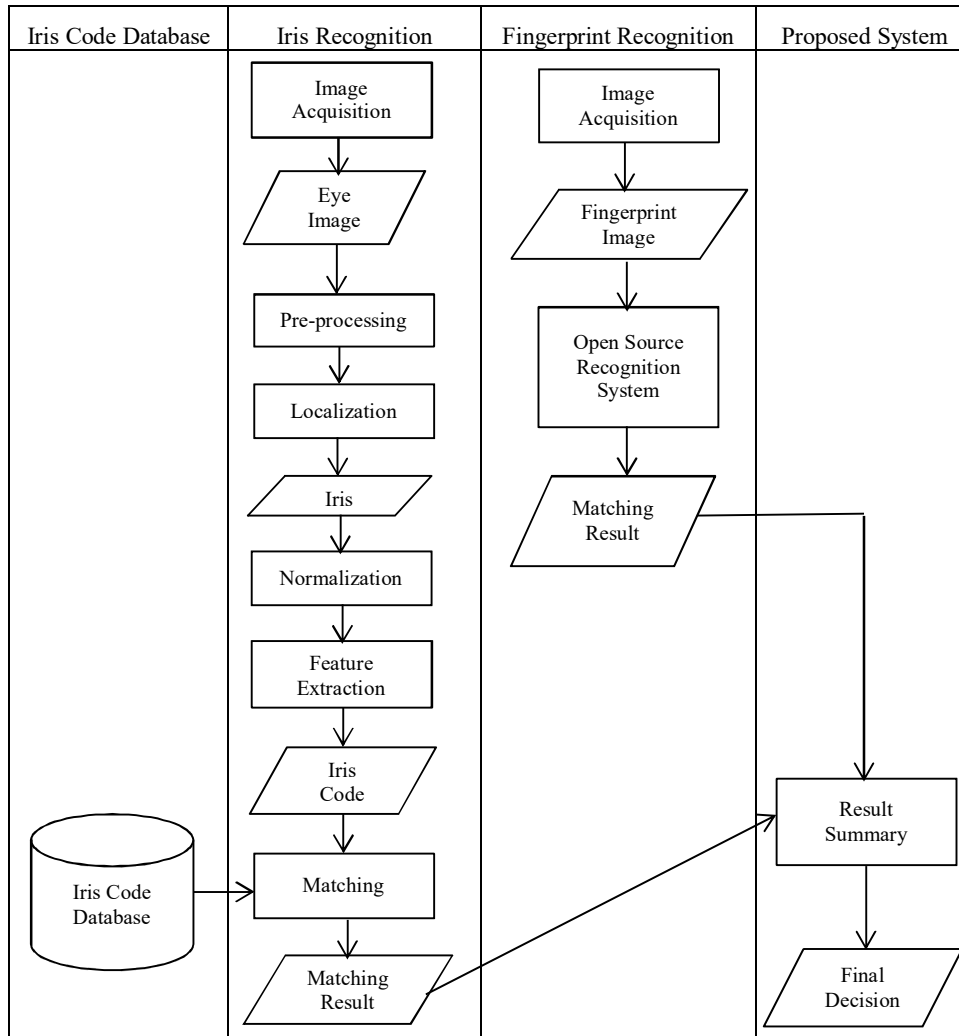 Iris Code Database
Iris Recognition
Fingerprint Recognition
Proposed System
Image
Acquisition
Eye
Image
Pre-processing
Localization
Iris
Normalization
Feature
Extraction
Iris
Code
Iris Code
Database
Matching
Matching
Result
Image
Acquisition
Fingerprint
Image
Open Source
Recognition
System
Matching
Result
Result
Summary
Final
Decision